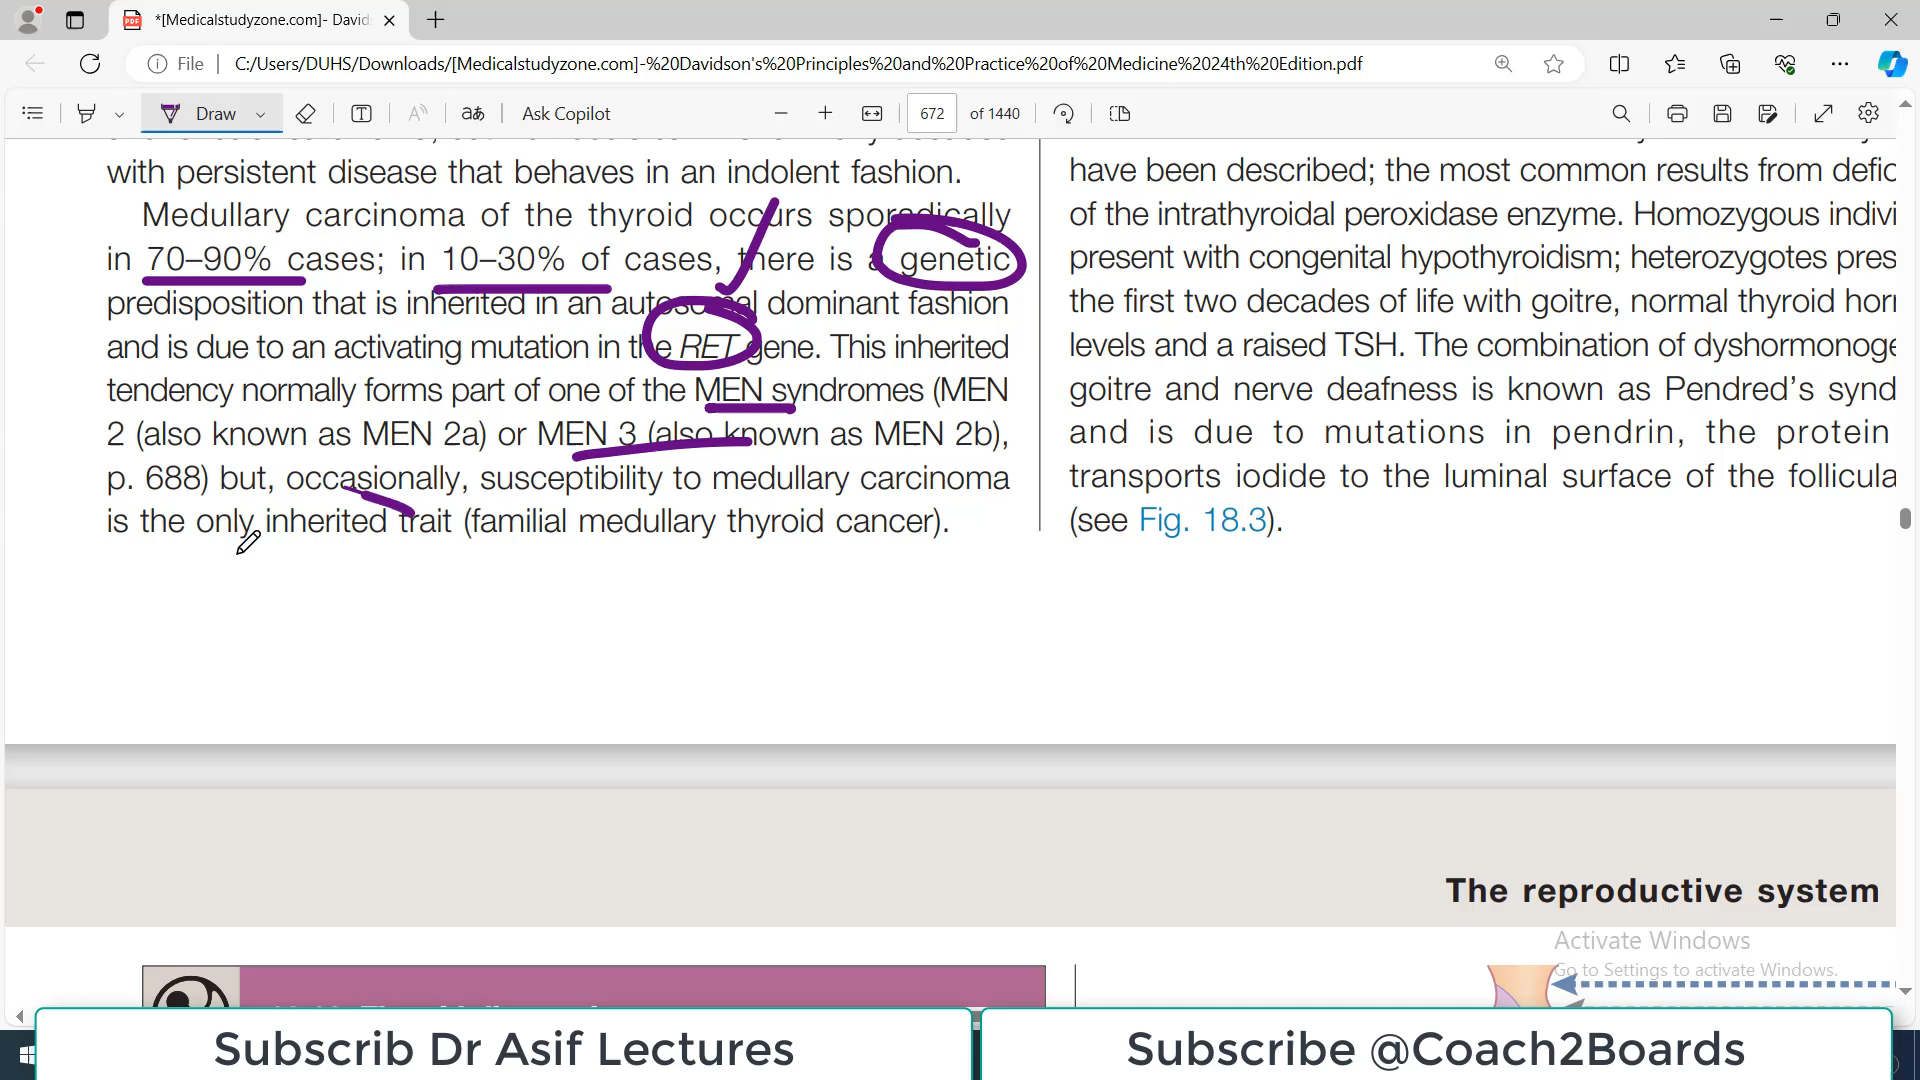 *[Medicalstudyzone.com]- David
File
C:/Users/DUHS/Downloads/[Medicalstudyzone.com]-%20Davidson's%20Principles%20and%20Practice%20of%20Medicine%2024th%20Edition.pdf
Draw
aあ
Ask Copilot
672 of 1440
with persistent disease that behaves in an indolent fashion.
Medullary carcinoma of the thyroid occurs sporadically
in 70–90% cases; in 10–30% of cases, there is a genetic
predisposition that is inherited in an autosomal dominant fashion
and is due to an activating mutation in the RET gene. This inherited
tendency normally forms part of one of the MEN syndromes (MEN
2 (also known as MEN 2a) or MEN 3 (also known as MEN 2b),
p. 688) but, occasionally, susceptibility to medullary carcinoma
is the only inherited trait (familial medullary thyroid cancer).
have been described; the most common results from defic
of the intrathyroidal peroxidase enzyme. Homozygous indivi
present with congenital hypothyroidism; heterozygotes pres
the first two decades of life with goitre, normal thyroid horr
levels and a raised TSH. The combination of dyshormonoge
goitre and nerve deafness is known as Pendred's synd
and is due to mutations in pendrin, the protein
transports iodide to the luminal surface of the follicula
(see Fig. 18.3).
The reproductive system
Activate Windows
Go to Settings to activate Windows.
Subscrib Dr Asif Lectures
Subscribe @Coach2Boards